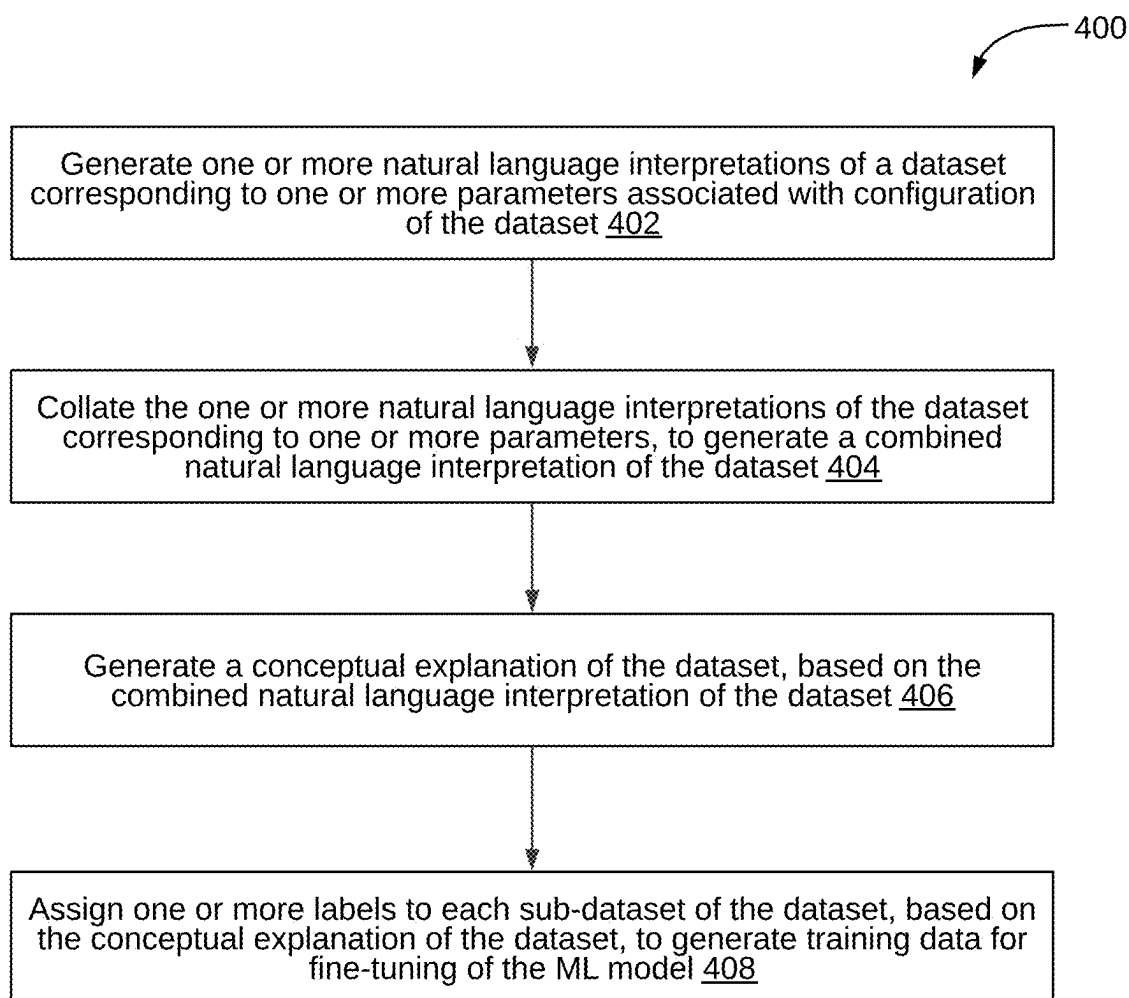 400
Generate one or more natural language interpretations of a dataset
corresponding to one or more parameters associated with configuration
of the dataset 402
Collate the one or more natural language interpretations of the dataset
corresponding to one or more parameters, to generate a combined
natural language interpretation of the dataset 404
Generate a conceptual explanation of the dataset, based on the
combined natural language interpretation of the dataset 406
Assign one or more labels to each sub-dataset of the dataset, based on
the conceptual explanation of the dataset, to generate training data for
fine-tuning of the ML model 408